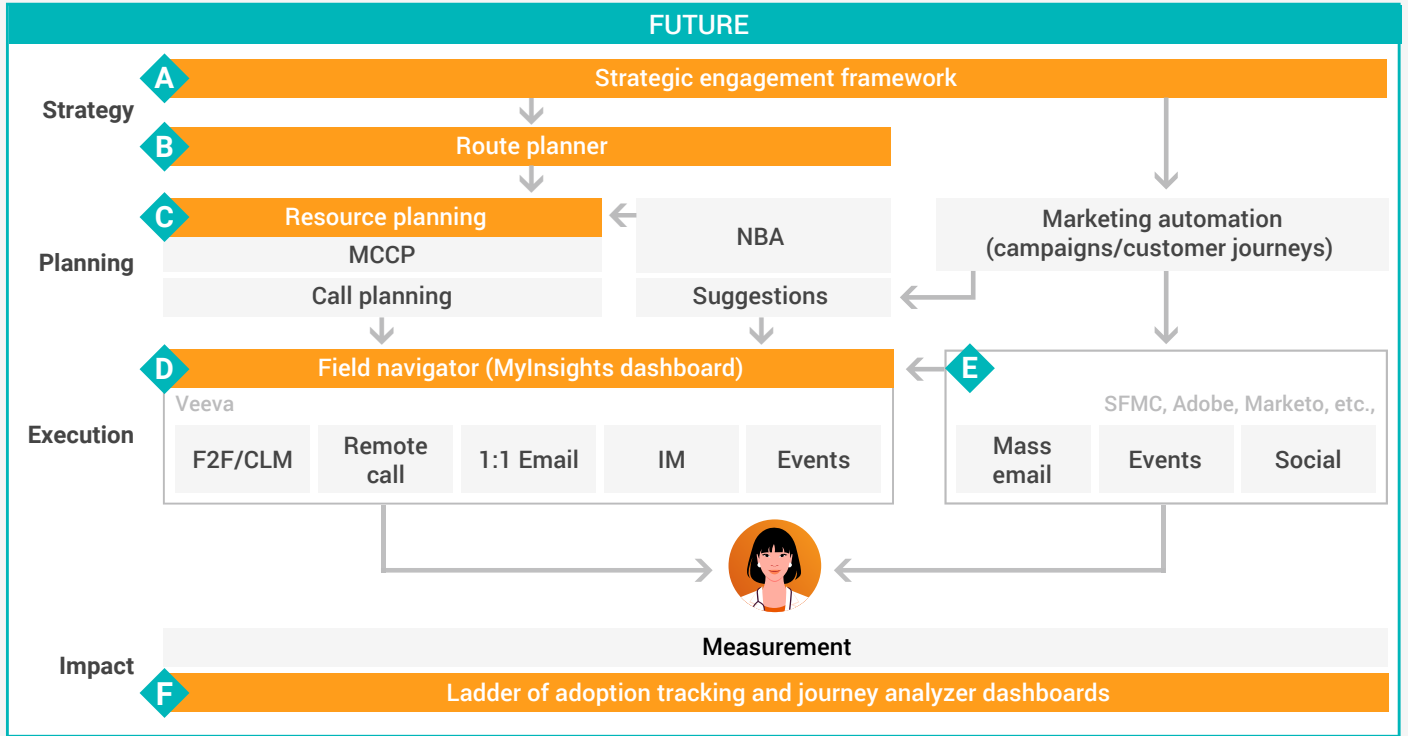 FUTURE
Strategy
A
Strategic engagement framework
B
Route planner
Planning
C
Resource planning
MCCP
Call planning
NBA
Suggestions
Marketing automation
(campaigns/customer journeys)
Execution
D
Field navigator (MyInsights dashboard)
Veeva
F2F/CLM
Remote
call
1:1 Email
IM
Events
E
SFMC, Adobe, Marketo, etc.,
Mass
email
Events
Social
Impact
Measurement
F
Ladder of adoption tracking and journey analyzer dashboards